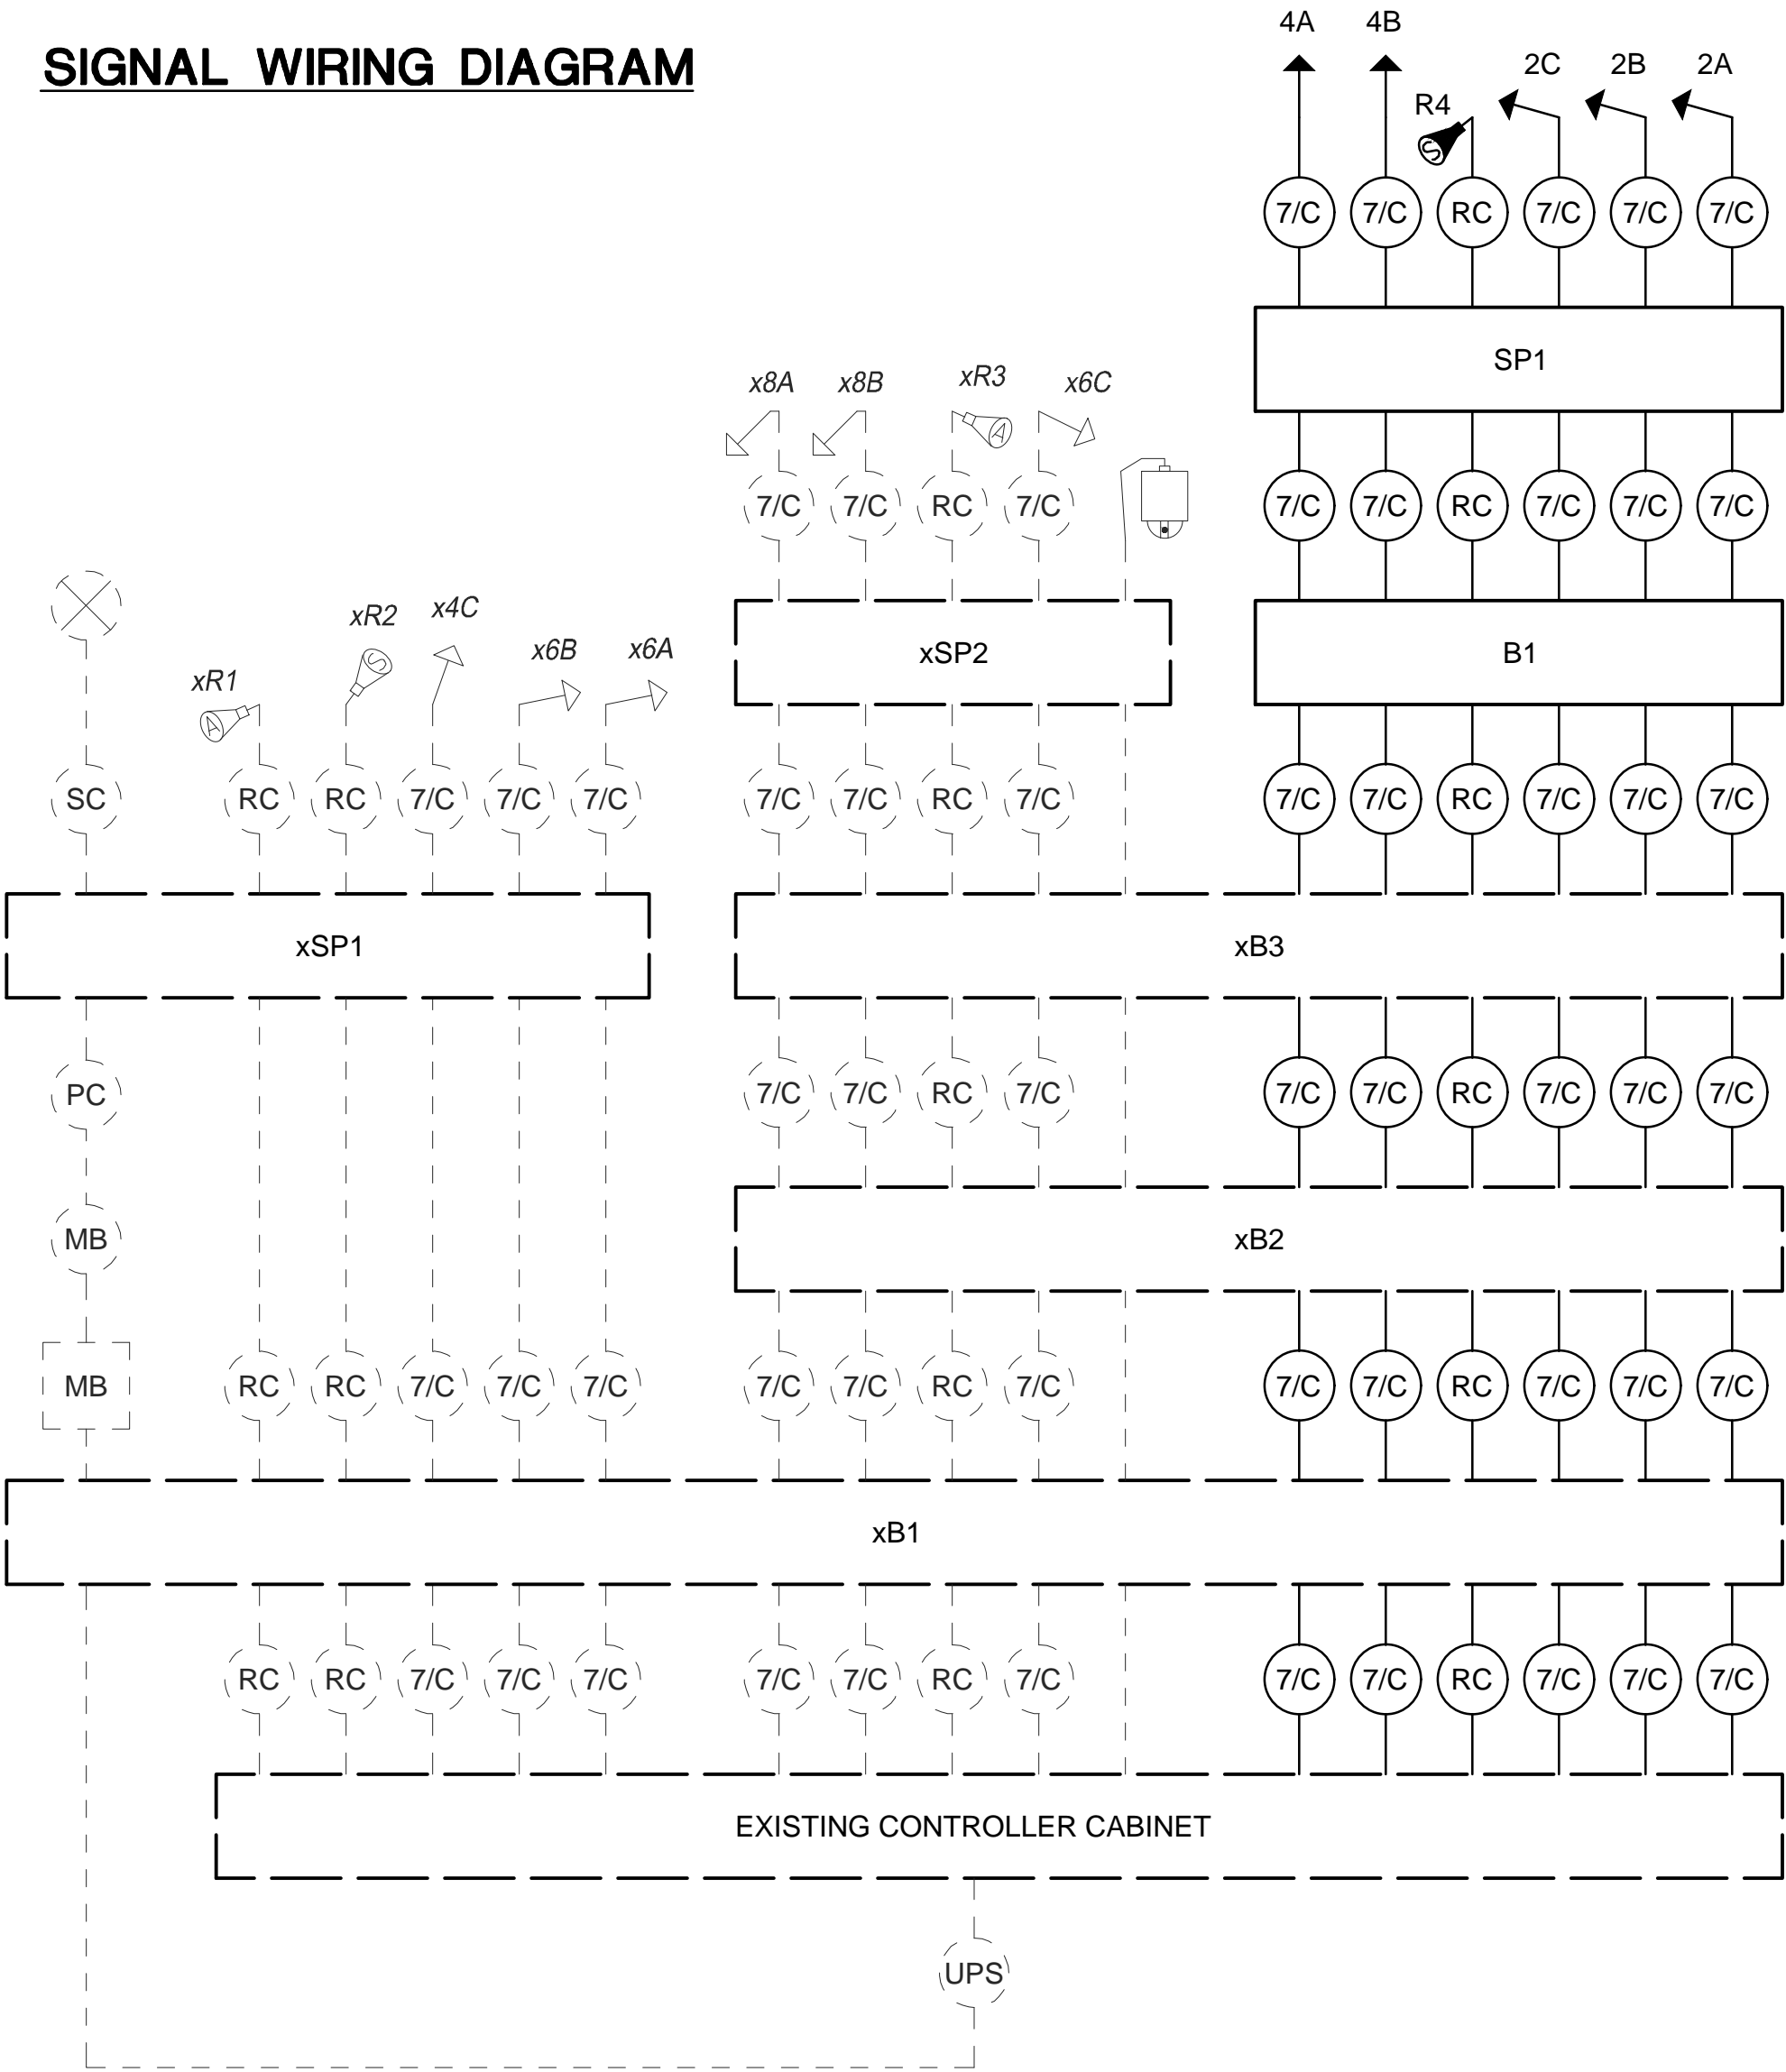 4A 4B
SIGNAL WIRING DIAGRAM
2C 2B 2A
R4
S
7/C 7/C RC 7/C 7/C 7/C
SP1
x8A x8B xR3 x6C
A
7/C 7/C RC 7/C 7/C 7/C RC 7/C 7/C 7/C
xR2 x4C
x6B x6A xSP2 B1
S
xR1
A
SC RC RC 7/C 7/C 7/C 7/C 7/C RC 7/C 7/C 7/C RC 7/C 7/C 7/C
xSP1 xB3
PC 7/C 7/C RC 7/C 7/C 7/C RC 7/C 7/C 7/C
MB xB2
MB RC RC 7/C 7/C 7/C 7/C 7/C RC 7/C 7/C 7/C RC 7/C 7/C 7/C
xB1
RC RC 7/C 7/C 7/C 7/C 7/C RC 7/C 7/C 7/C RC 7/C 7/C 7/C
EXISTING CONTROLLER CABINET
UPS